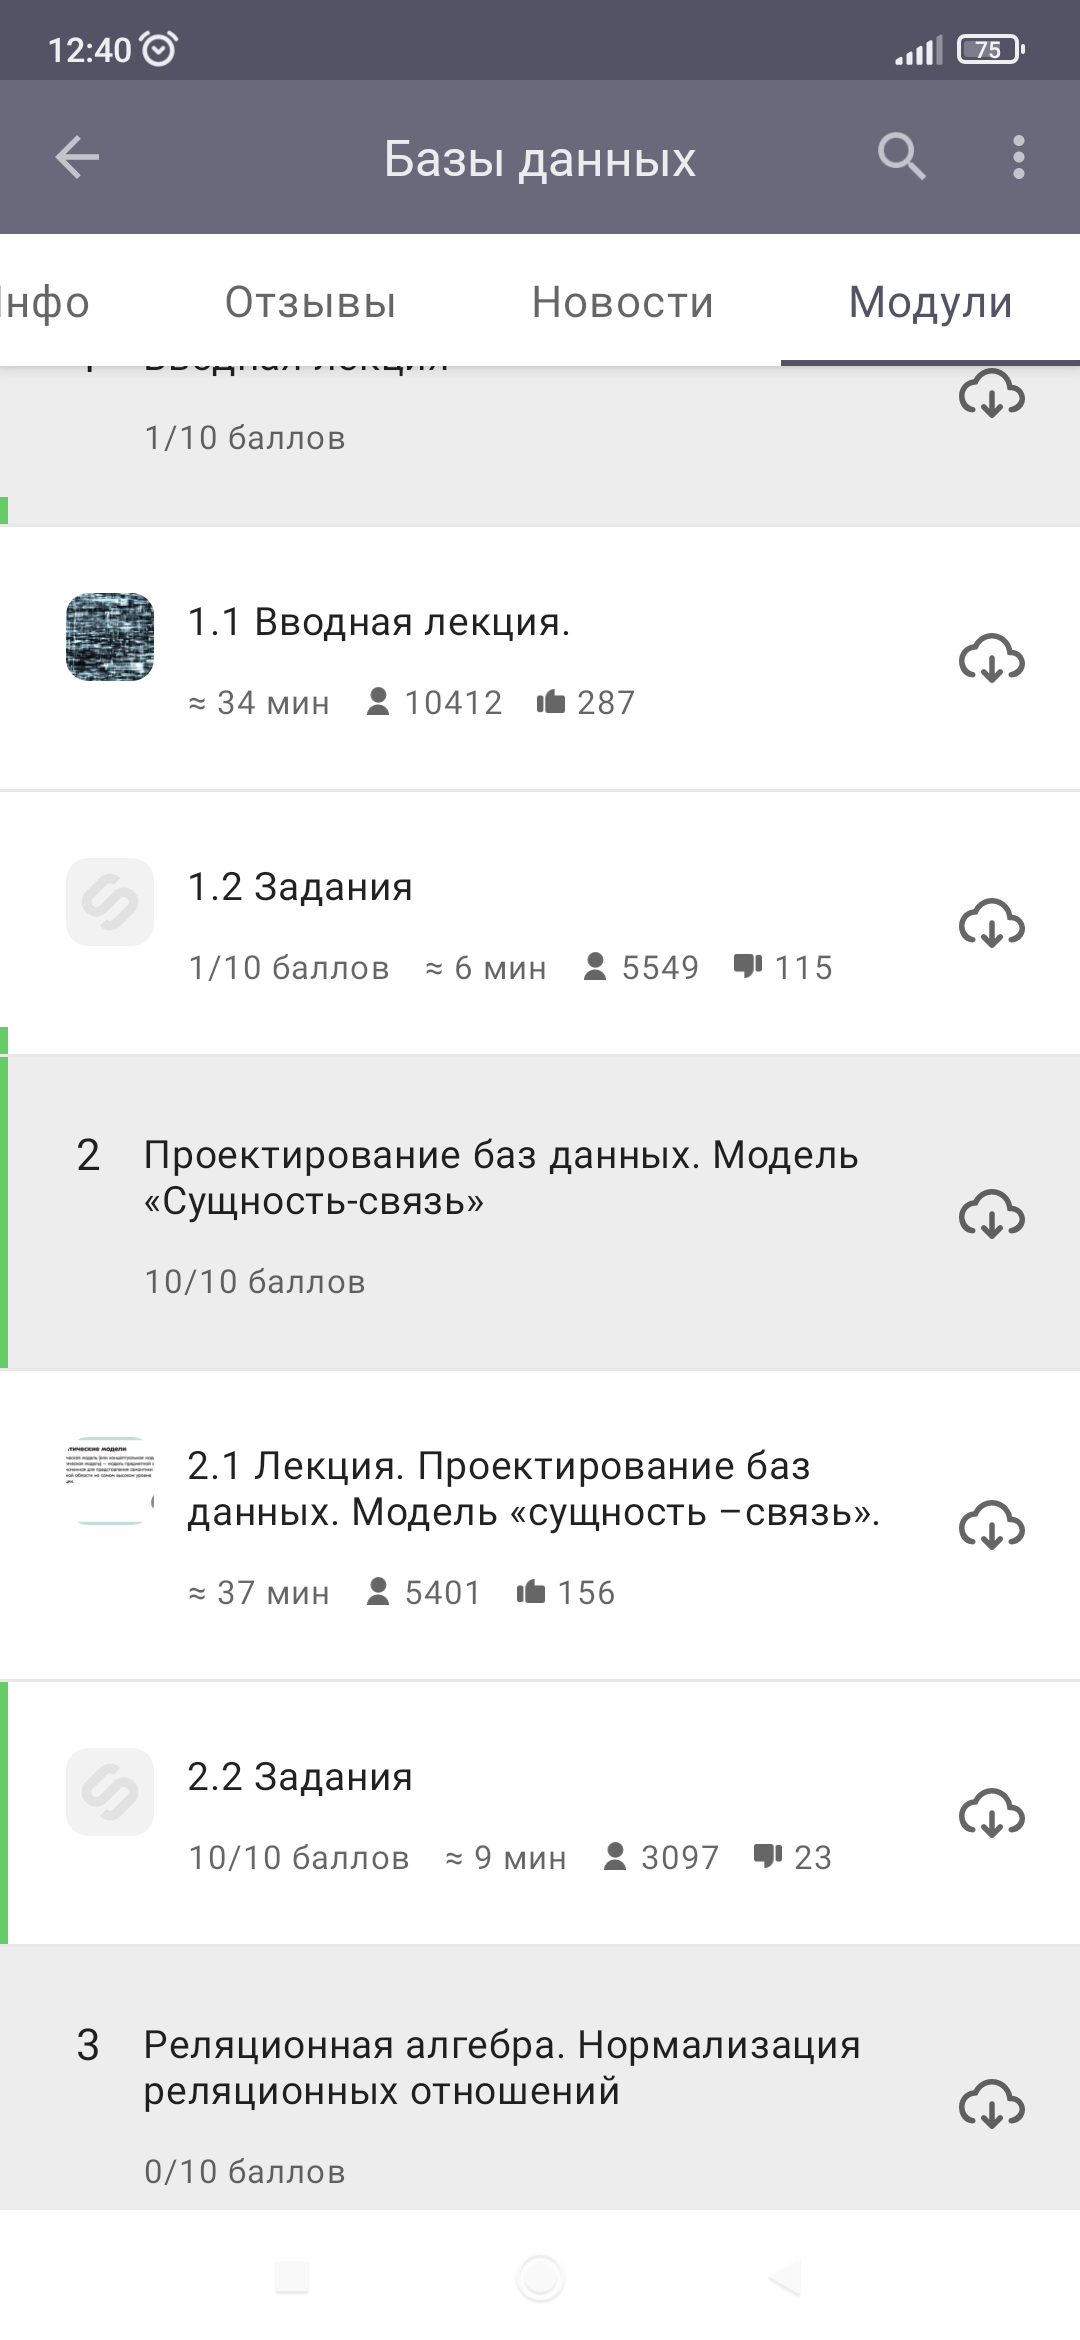 12:40
75
Базы данных
нфо Отзывы Новости Модули
Вводная лекция
1/10 баллов
1.1 Вводная лекция.
≈ 34 мин 10412 287
1.2 Задания
1/10 баллов ≈ 6 мин 5549 115
2 Проектирование баз данных. Модель
«Сущность-связь»
10/10 баллов
2.1 Лекция. Проектирование баз
данных. Модель «сущность –связь».
≈ 37 мин 5401 156
2.2 Задания
10/10 баллов ≈ 9 мин 3097 23
3 Реляционная алгебра. Нормализация
реляционных отношений
0/10 баллов